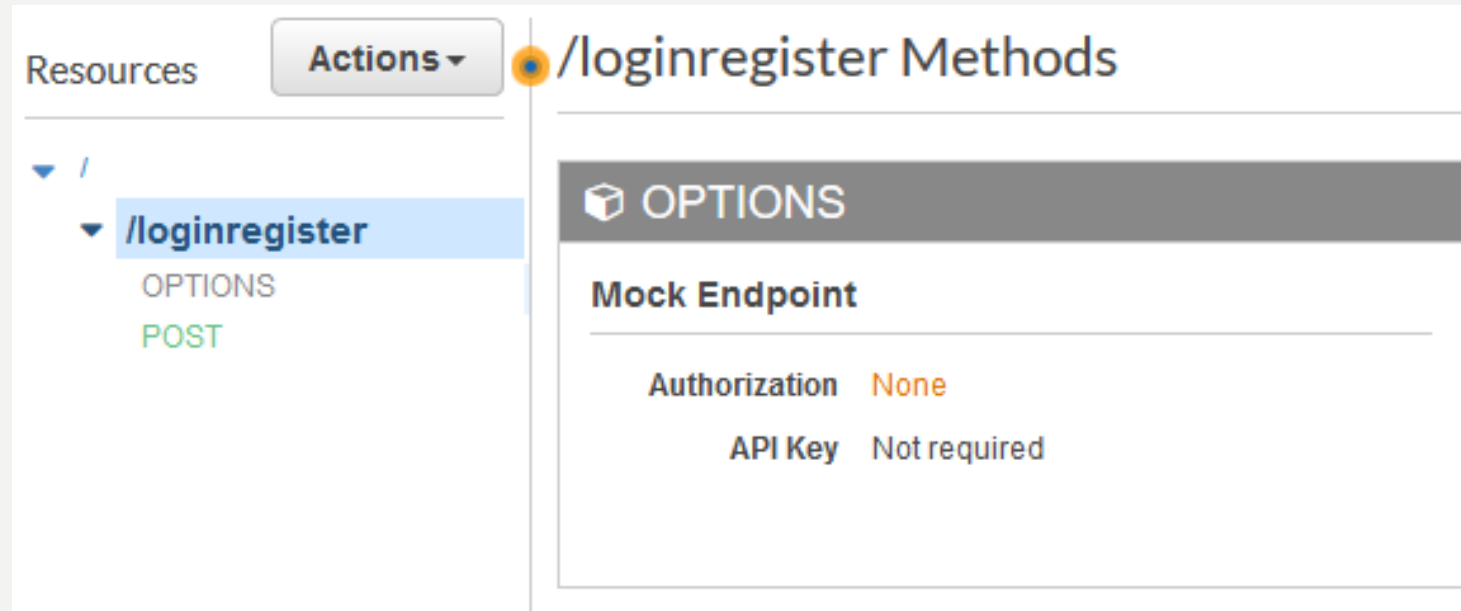 Resources
Actions
/
/loginregister
OPTIONS
POST
/loginregister Methods
OPTIONS
Mock Endpoint
Authorization None
API Key Not required